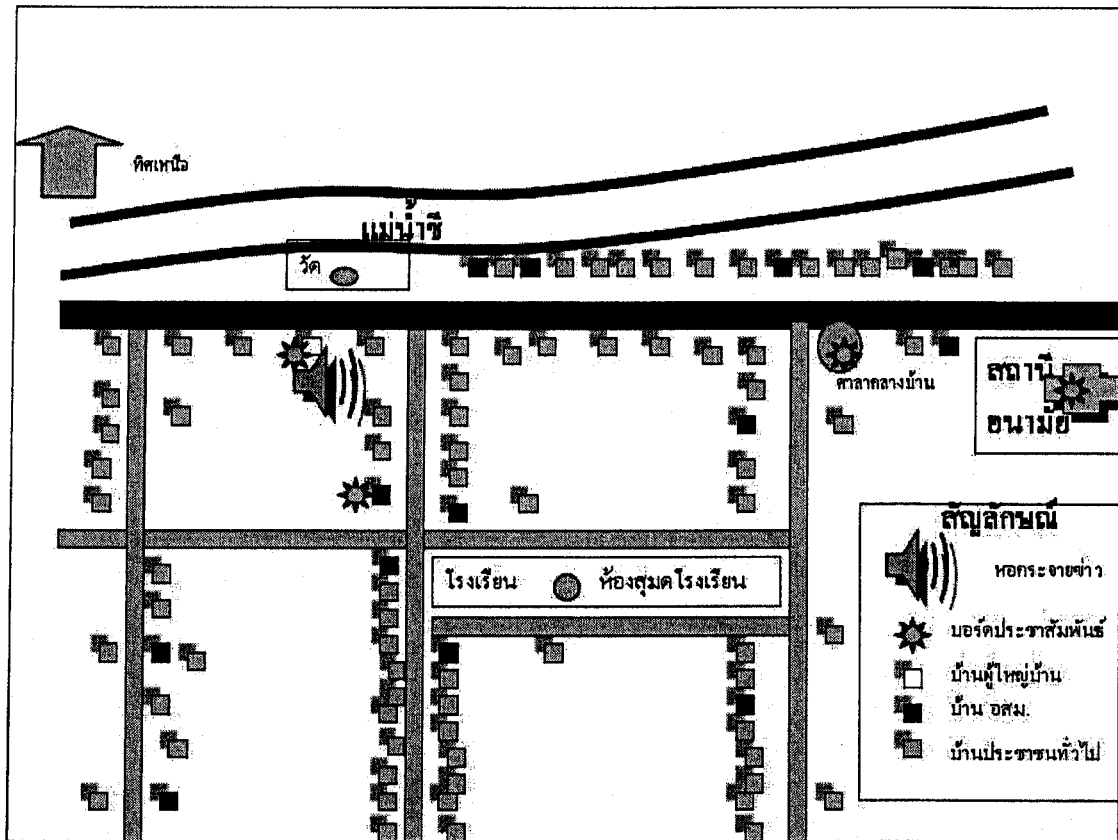 ทิศเหนือ
แม่น้ำชี
วัด
ศาลากลางบ้าน
สถานี
อนามัย
สัญลักษณ์
หอกระจายข่าว
โรงเรียน ห้องสมุดโรงเรียน
บอร์ดประชาสัมพันธ์
บ้านผู้ใหญ่บ้าน
บ้าน อสม.
บ้านประชาชนทั่วไป